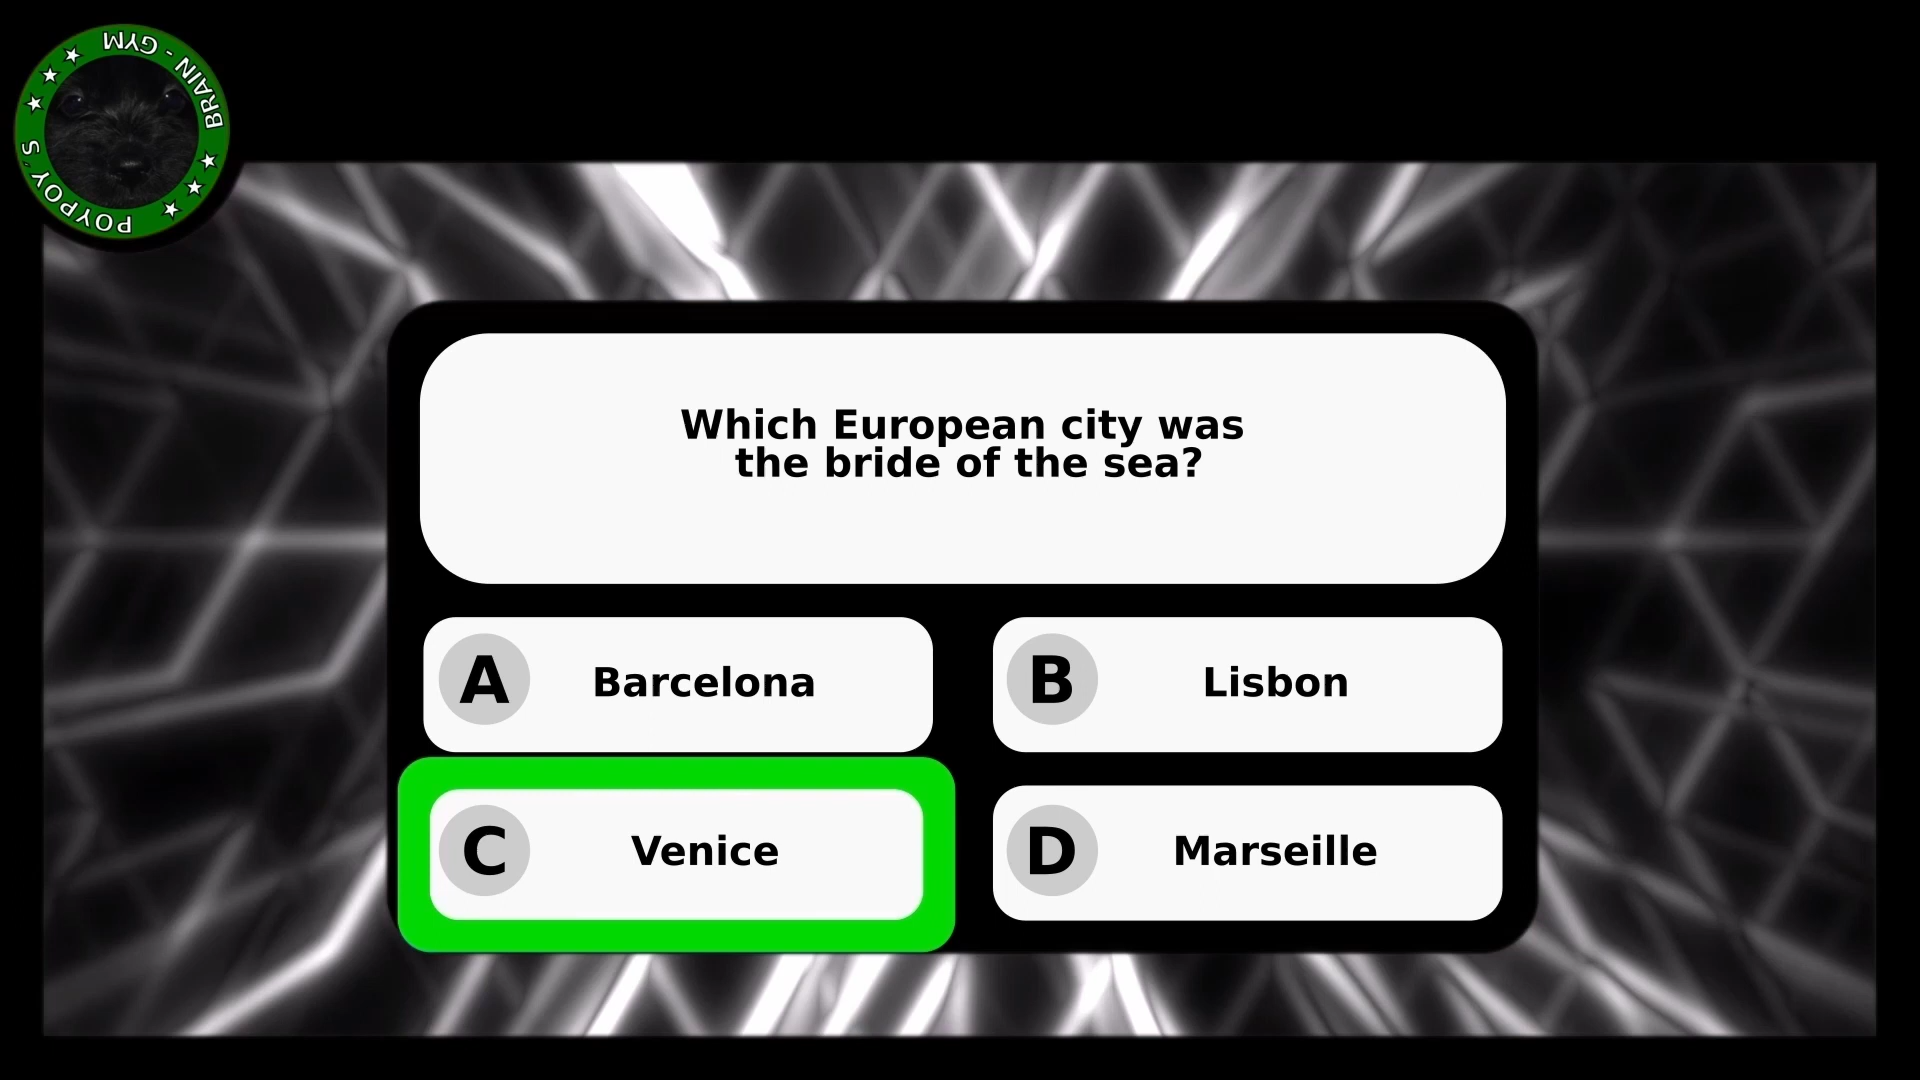 POYPOY´S BRAIN - GYM
Which European city was
the bride of the sea?
A Barcelona
B Lisbon
C Venice
D Marseille